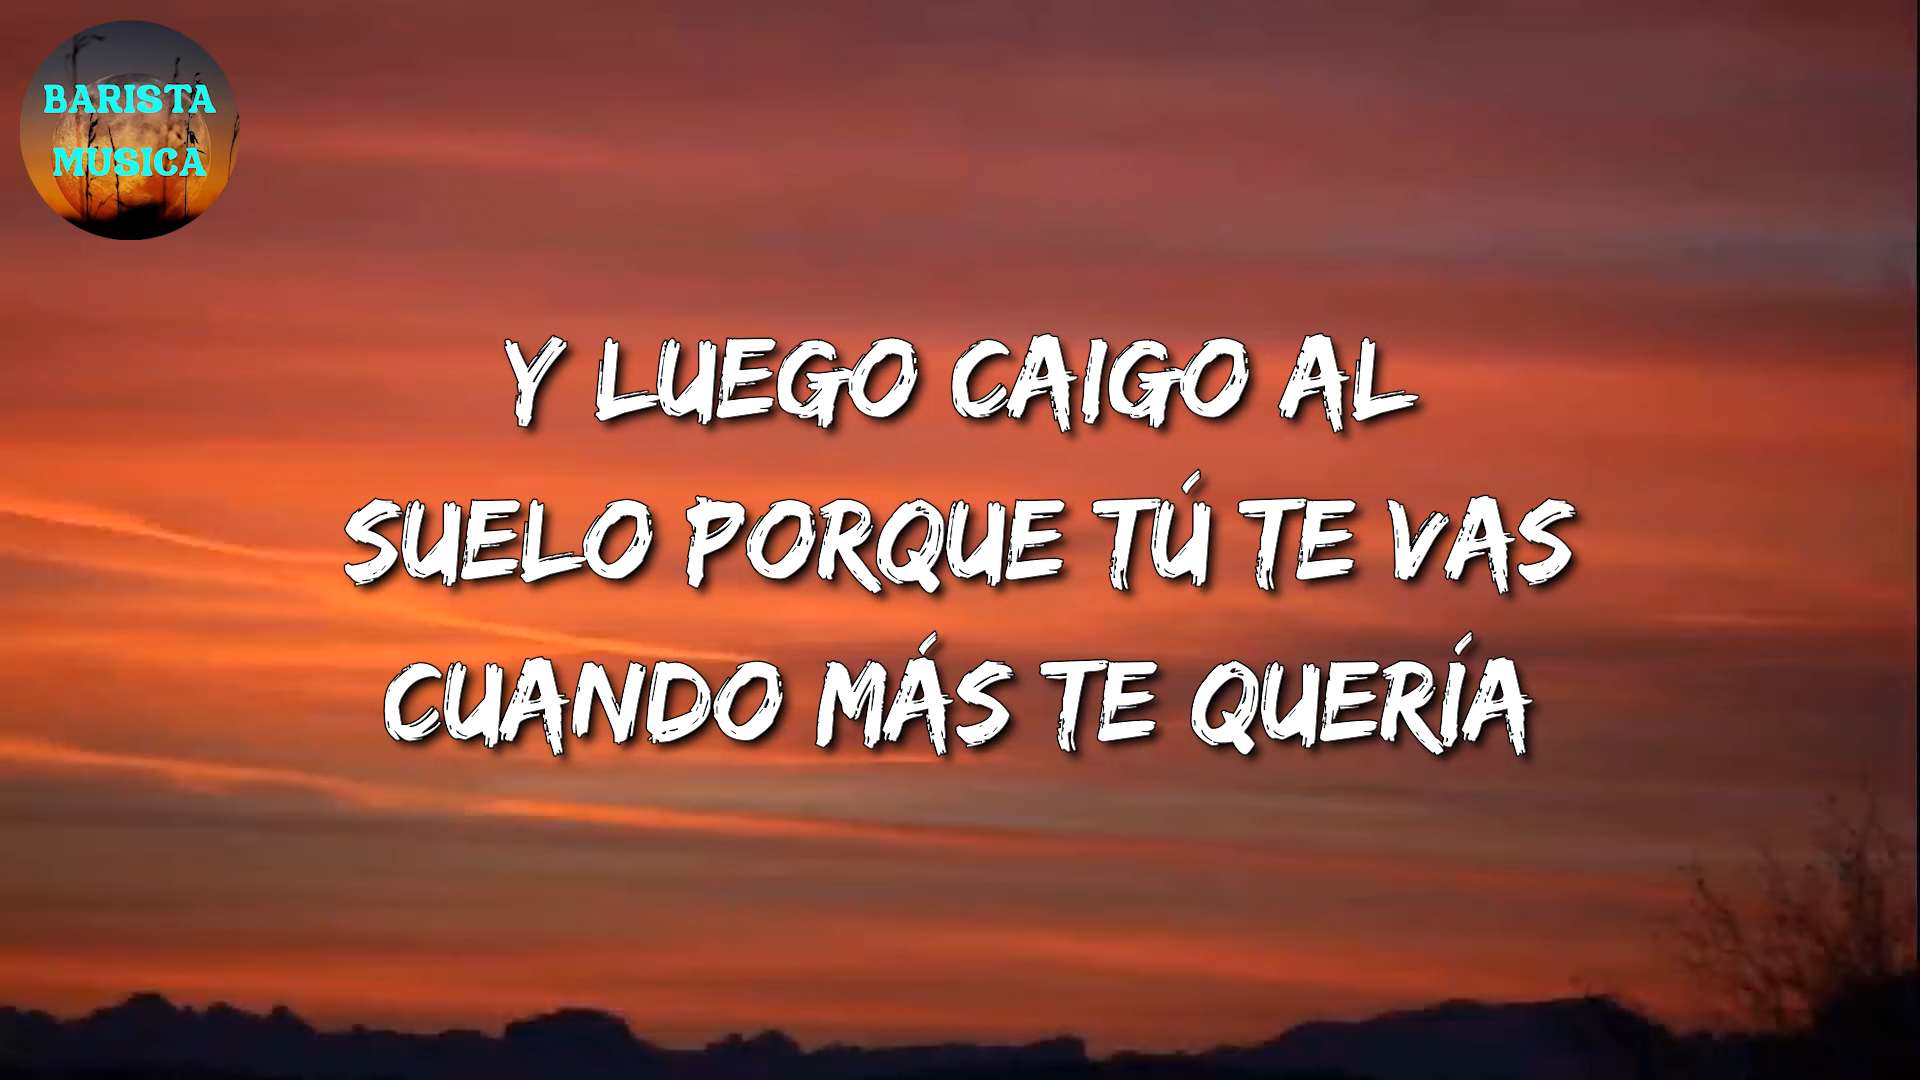 BARISTA
MUSICA
Y LUEGO CAIGO AL
SUELO PORQUE TÚ TE VAS
CUANDO MÁS TE QUERÍA